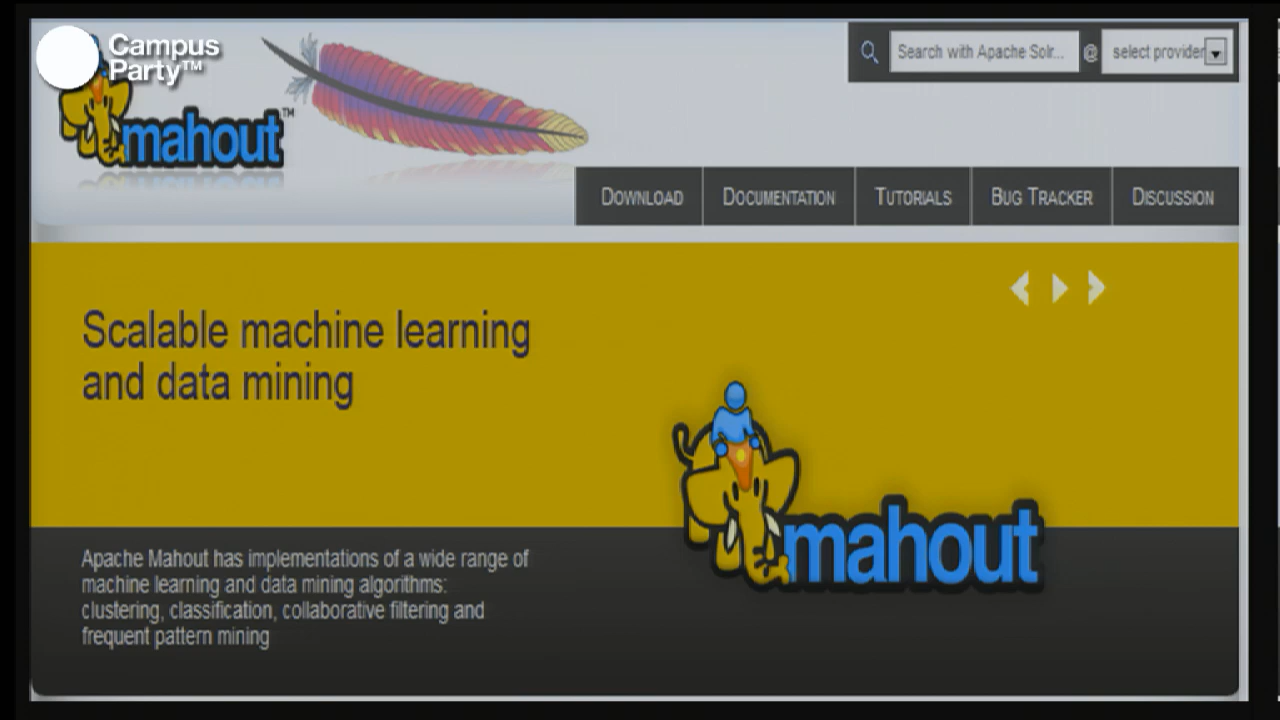 Campus
Party™
mahout™
Search with Apache Solr...
@
select provider
Download
Documentation
Tutorials
Bug Tracker
Discussion
Scalable machine learning
and data mining
mahout
Apache Mahout has implementations of a wide range of
machine learning and data mining algorithms:
clustering, classification, collaborative filtering and
frequent pattern mining